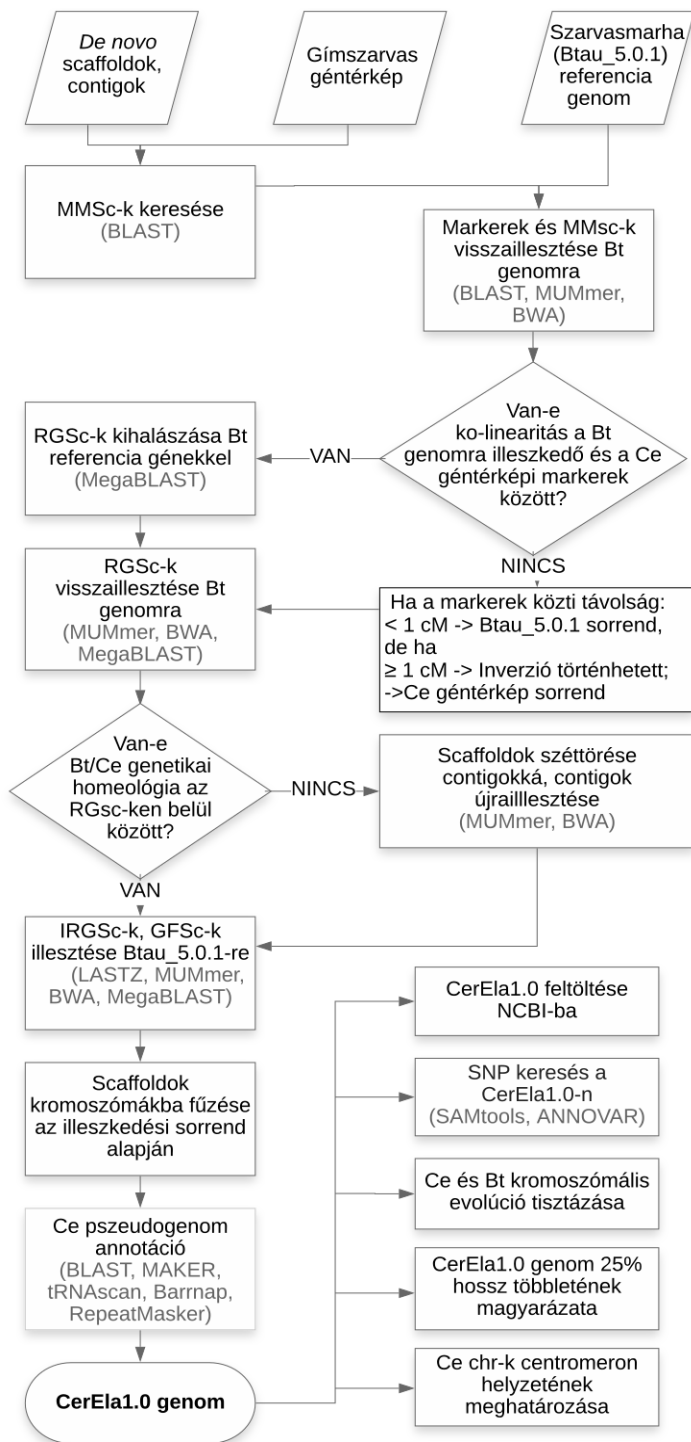 De novo
scaffoldok,
contigok
Gímszarvas
géntérkép
Szarvasmarha
(Btau_5.0.1)
referencia
genom
MMSc-k keresése
(BLAST)
Markerek és MMsc-k
visszaillesztése Bt
genomra
(BLAST, MUMmer,
BWA)
Van-e
ko-linearitás a Bt
genomra illeszkedő és a Ce
géntérképi markerek
között?
VAN
RGSc-k kihalászása Bt
referencia génekkel
(MegaBLAST)
NINCS
RGSc-k
visszaillesztése Bt
genomra
(MUMmer, BWA,
MegaBLAST)
Ha a markerek közti távolság:
< 1 cM -> Btau_5.0.1 sorrend,
de ha
≥ 1 cM -> Inverzió történhetett;
->Ce géntérkép sorrend
Van-e
Bt/Ce genetikai
homeológia az
RGsc-ken belül
között?
NINCS
Scaffoldok széttörése
contigokká, contigok
újrailllesztése
(MUMmer, BWA)
VAN
IRGSc-k, GFSc-k
illesztése Btau_5.0.1-re
(LASTZ, MUMmer,
BWA, MegaBLAST)
Scaffoldok
kromoszómákba fűzése
az illeszkedési sorrend
alapján
Ce pszeudogenom
annotáció
(BLAST, MAKER,
tRNAscan, Barrnap,
RepeatMasker)
CerEla1.0 genom
CerEla1.0 feltöltése
NCBI-ba
SNP keresés a
CerEla1.0-n
(SAMtools, ANNOVAR)
Ce és Bt kromoszómális
evolúció tisztázása
CerEla1.0 genom 25%
hossz többletének
magyarázata
Ce chr-k centromeron
helyzetének
meghatározása